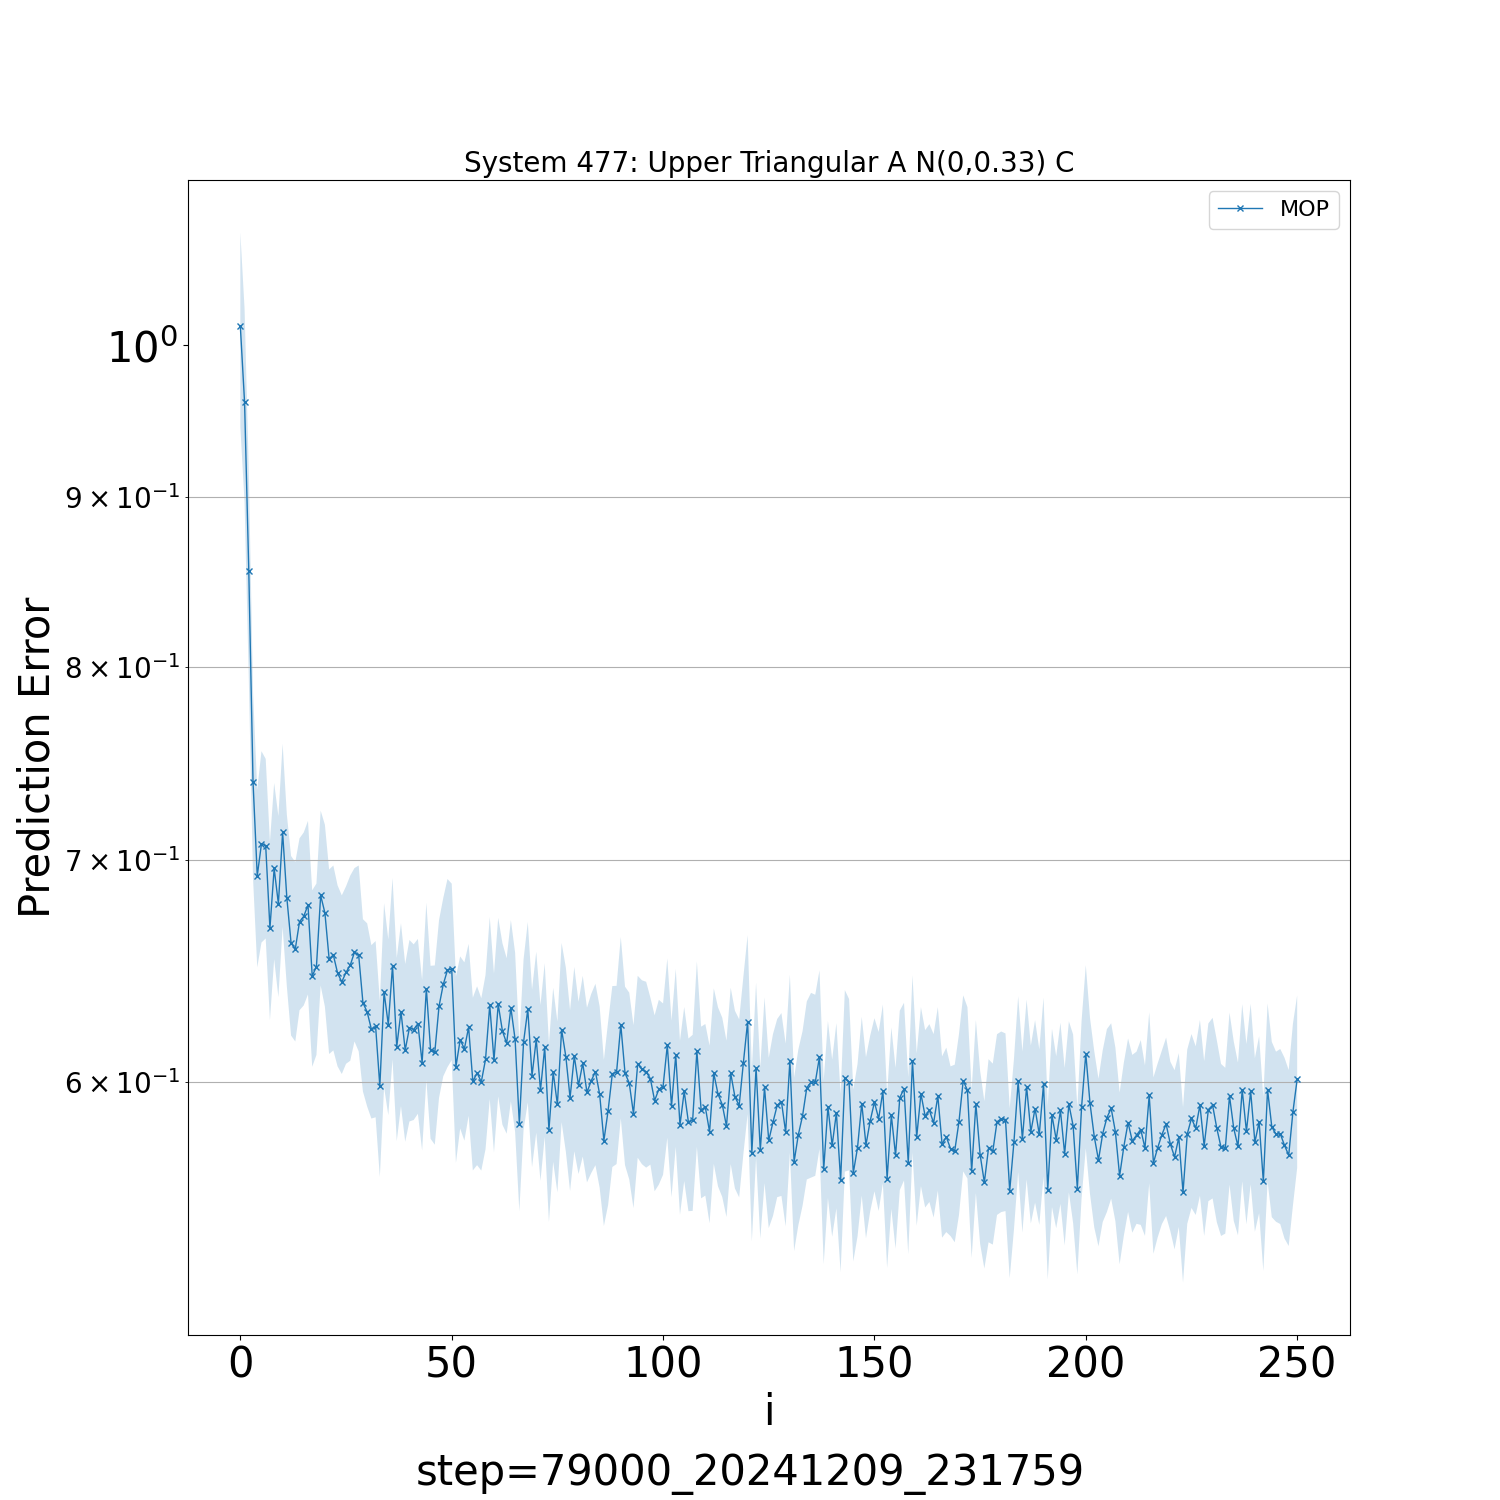 System 477: Upper Triangular A N(0,0.33) C
MOP
10⁰
9 × 10⁻¹
8 × 10⁻¹
7 × 10⁻¹
6 × 10⁻¹
Prediction Error
0 50 100 150 200 250
i
step=79000_20241209_231759